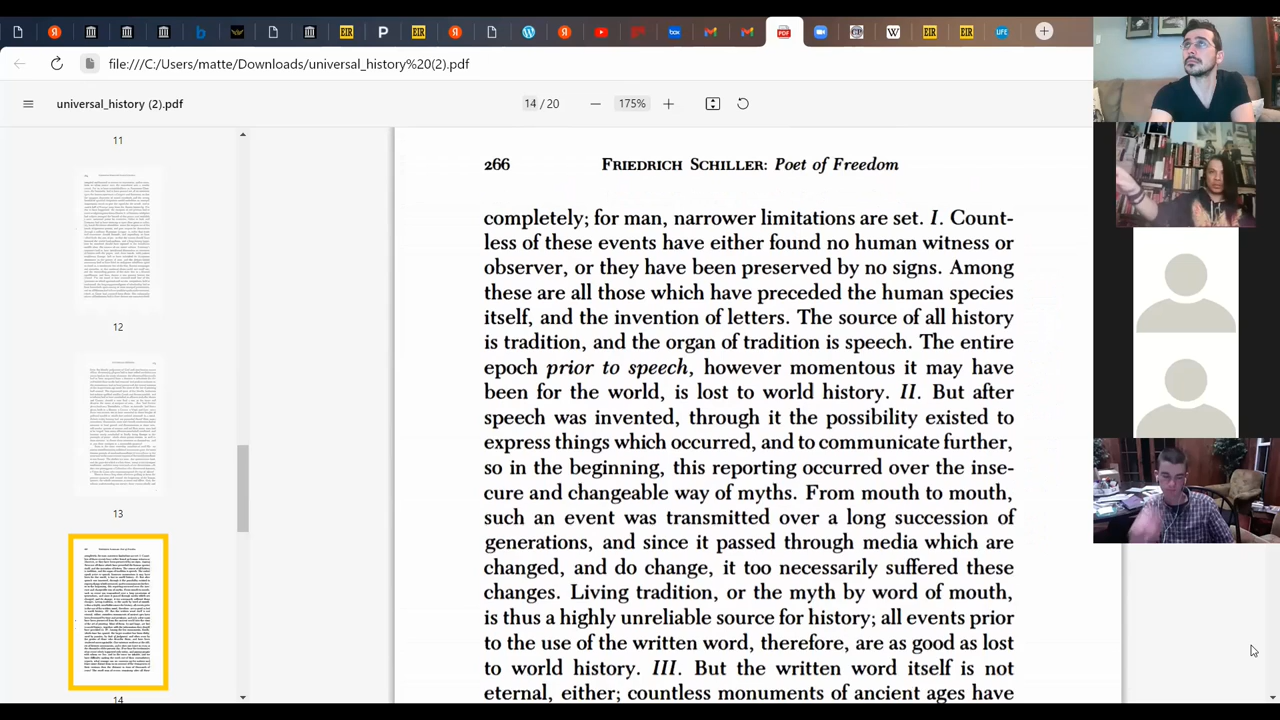 file:///C:/Users/matte/Downloads/universal_history%20(2).pdf
universal_history (2).pdf
14 / 20
175%
11
12
13
14
266
FRIEDRICH SCHILLER: Poet of Freedom
completely; for man, narrower limitations are set. I. Count-
less of these events have either found no human witness or
observer, or they have been preserved by no signs. Among
these are all those which have preceded the human species
itself, and the invention of letters. The source of all history
is tradition, and the organ of tradition is speech. The entire
epoch prior to speech, however momentous it may have
been for the world, is lost to world history. II. But after
speech was invented, through it the possibility existed to
express things which occurred, and to communicate further,
so in the beginning, this reporting occurred over the inse-
cure and changeable way of myths. From mouth to mouth,
such an event was transmitted over a long succession of
generations, and since it passed through media which are
changed, and do change, it too necessarily suffered these
changes. Living tradition, or the myth by word of mouth,
is thus a highly unreliable source for history; all events prior
to the use of the written word, therefore, are as good as lost
to world history. III. But the written word itself is not
eternal, either; countless monuments of ancient ages have